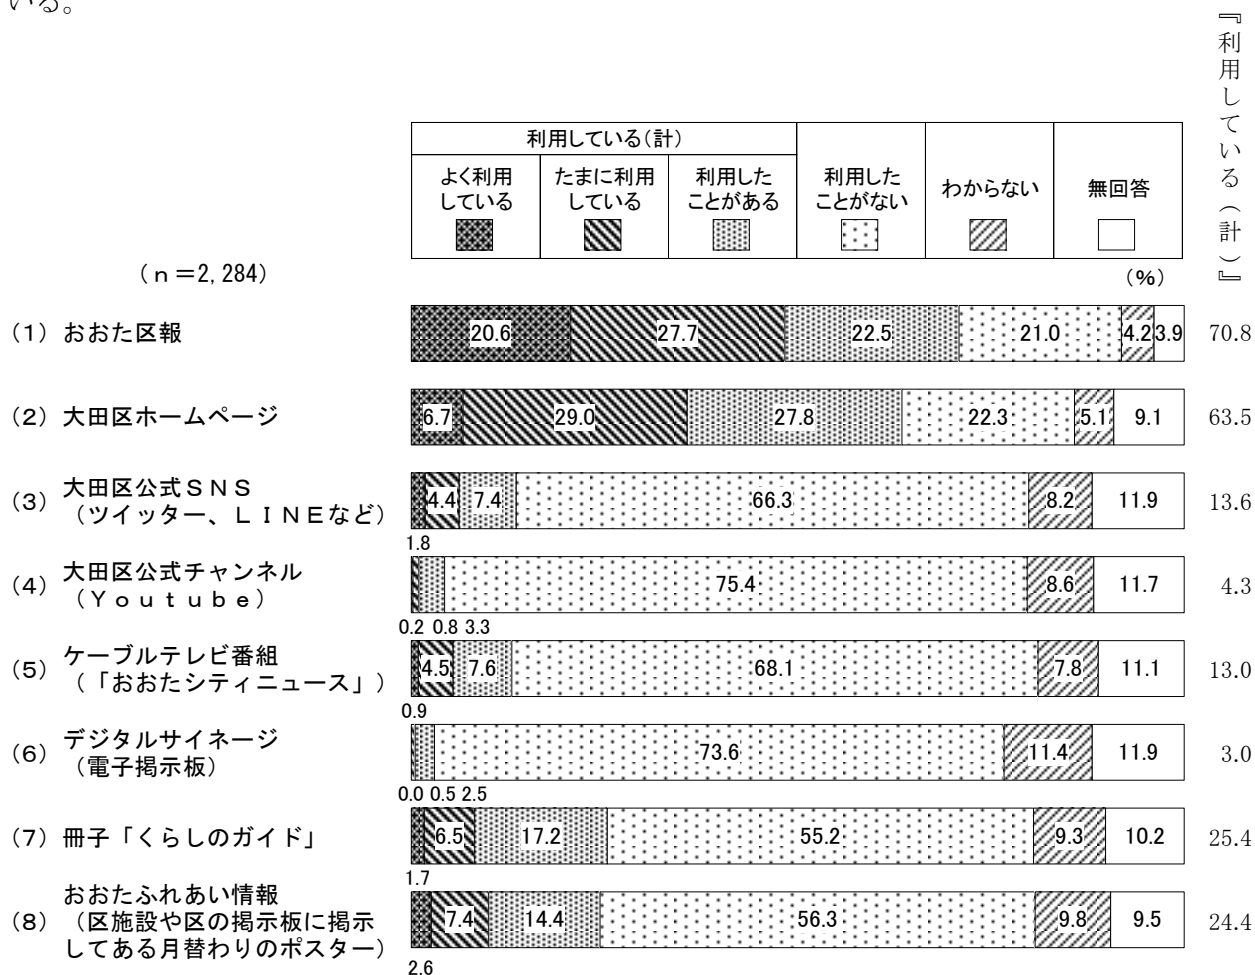 いる。
『利用している（計）』
利用している（計）
よく利用
している
たまに利用
している
利用した
ことがある
利用した
ことがない
わからない
無回答
（ｎ＝2,284）
（％）
（1）おおた区報
20.6 27.7 22.5 21.0 4.2 3.9 70.8
（2）大田区ホームページ
6.7 29.0 27.8 22.3 5.1 9.1 63.5
（3）大田区公式ＳＮＳ
（ツイッター、ＬＩＮＥなど）
4.4 7.4 66.3 8.2 11.9 13.6
1.8
（4）大田区公式チャンネル
（Ｙｏｕｔｕｂｅ）
75.4 8.6 11.7 4.3
0.2 0.8 3.3
（5）ケーブルテレビ番組
（「おおたシティニュース」）
4.5 7.6 68.1 7.8 11.1 13.0
0.9
（6）デジタルサイネージ
（電子掲示板）
73.6 11.4 11.9 3.0
0.0 0.5 2.5
（7）冊子「くらしのガイド」
6.5 17.2 55.2 9.3 10.2 25.4
1.7
おおたふれあい情報
（8）（区施設や区の掲示板に掲示
してある月替わりのポスター）
7.4 14.4 56.3 9.8 9.5 24.4
2.6